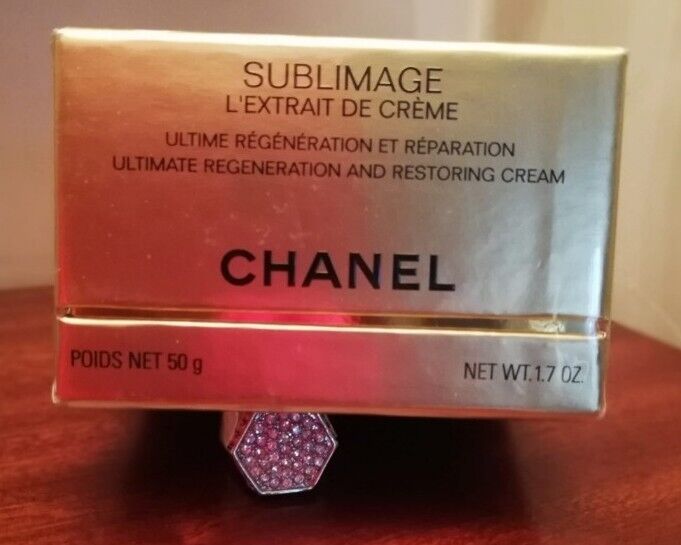 SUBLIMAGE
L'EXTRAIT DE CRÈME
ULTIME RÉGÉNÉRATION ET RÉPARATION
ULTIMATE REGENERATION AND RESTORING CREAM
CHANEL
POIDS NET 50 g
NET WT. 1.7 OZ.